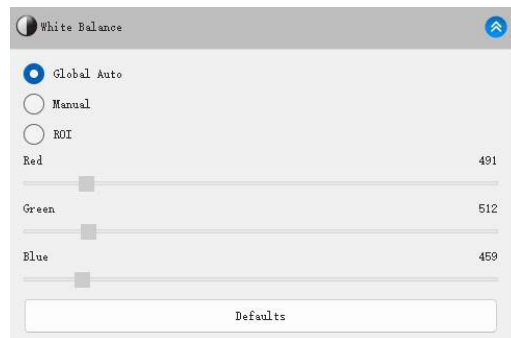 White Balance
Global Auto
Manual
ROI
Red 491
Green 512
Blue 459
Defaults